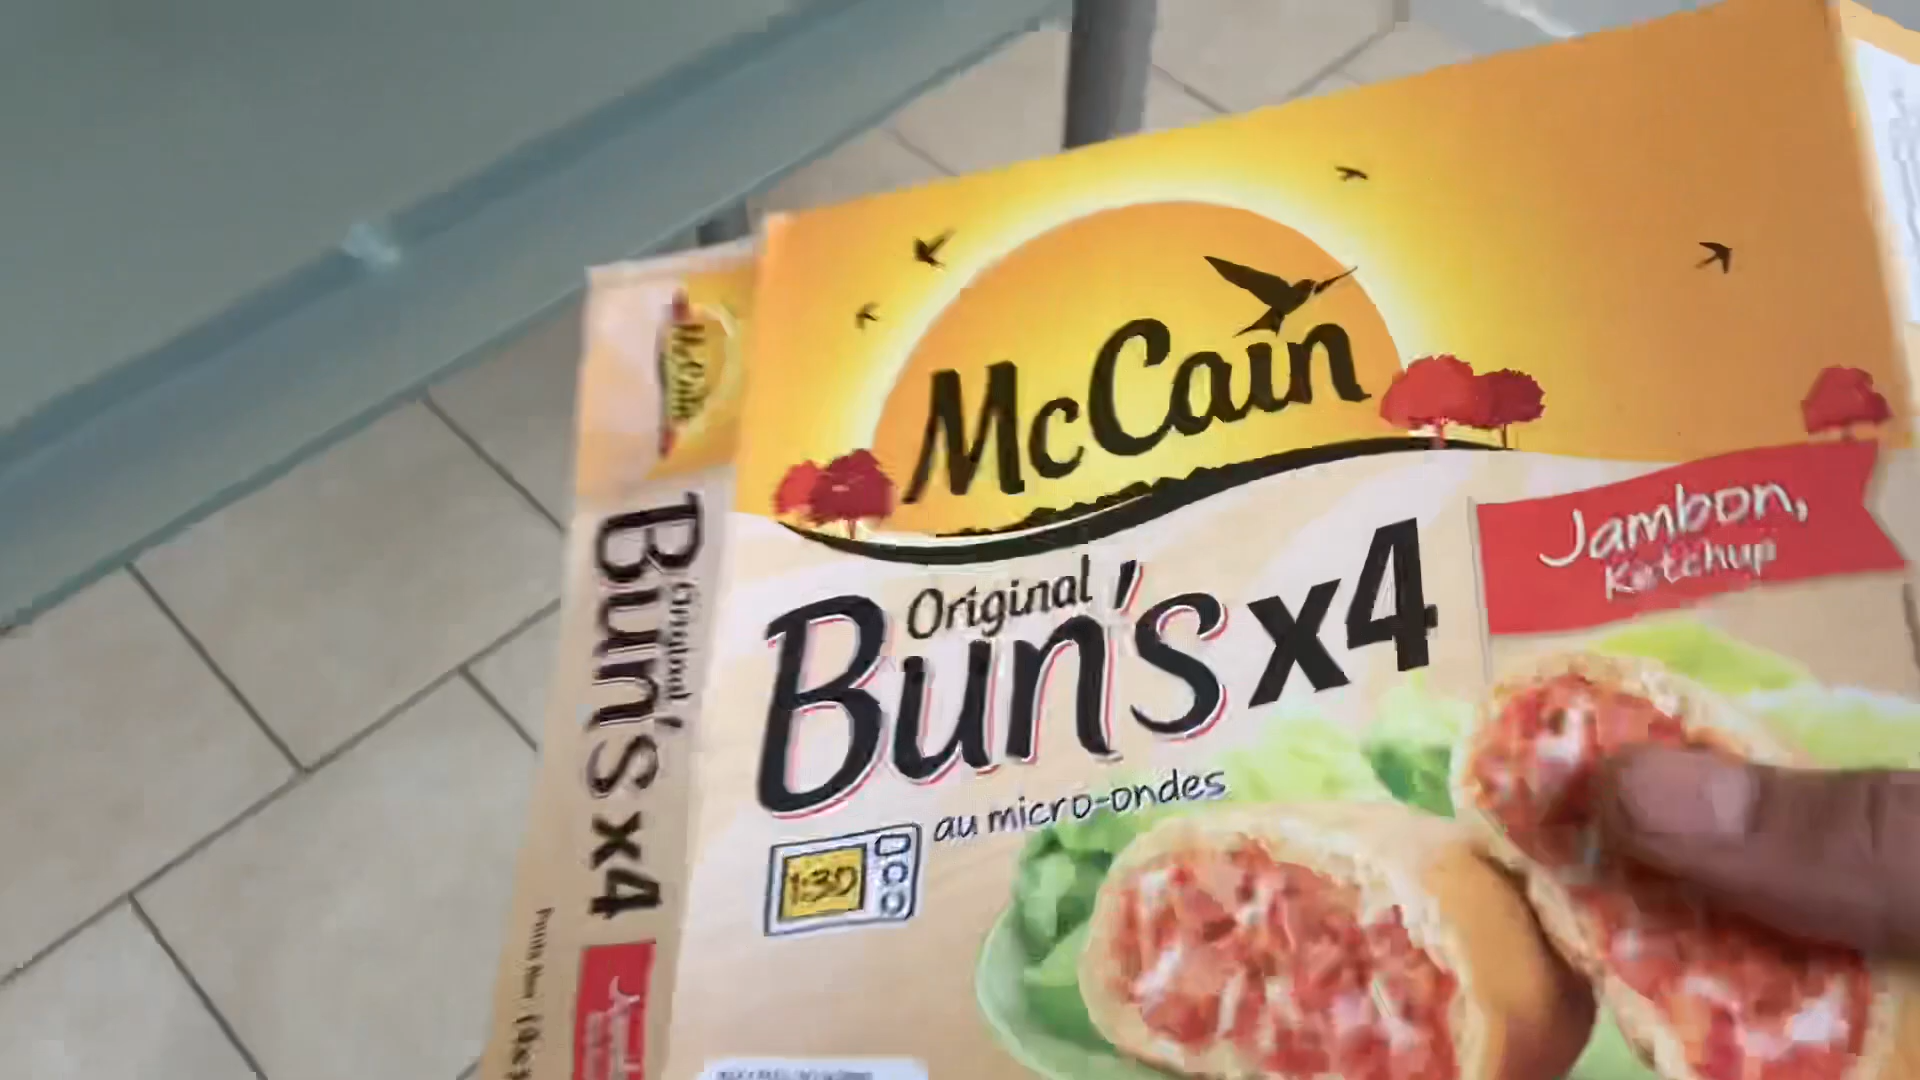 McCain
Original
Bun's x4
au micro-ondes
1:30
Jambon,
Ketchup
McCain
Original
Bun's x4